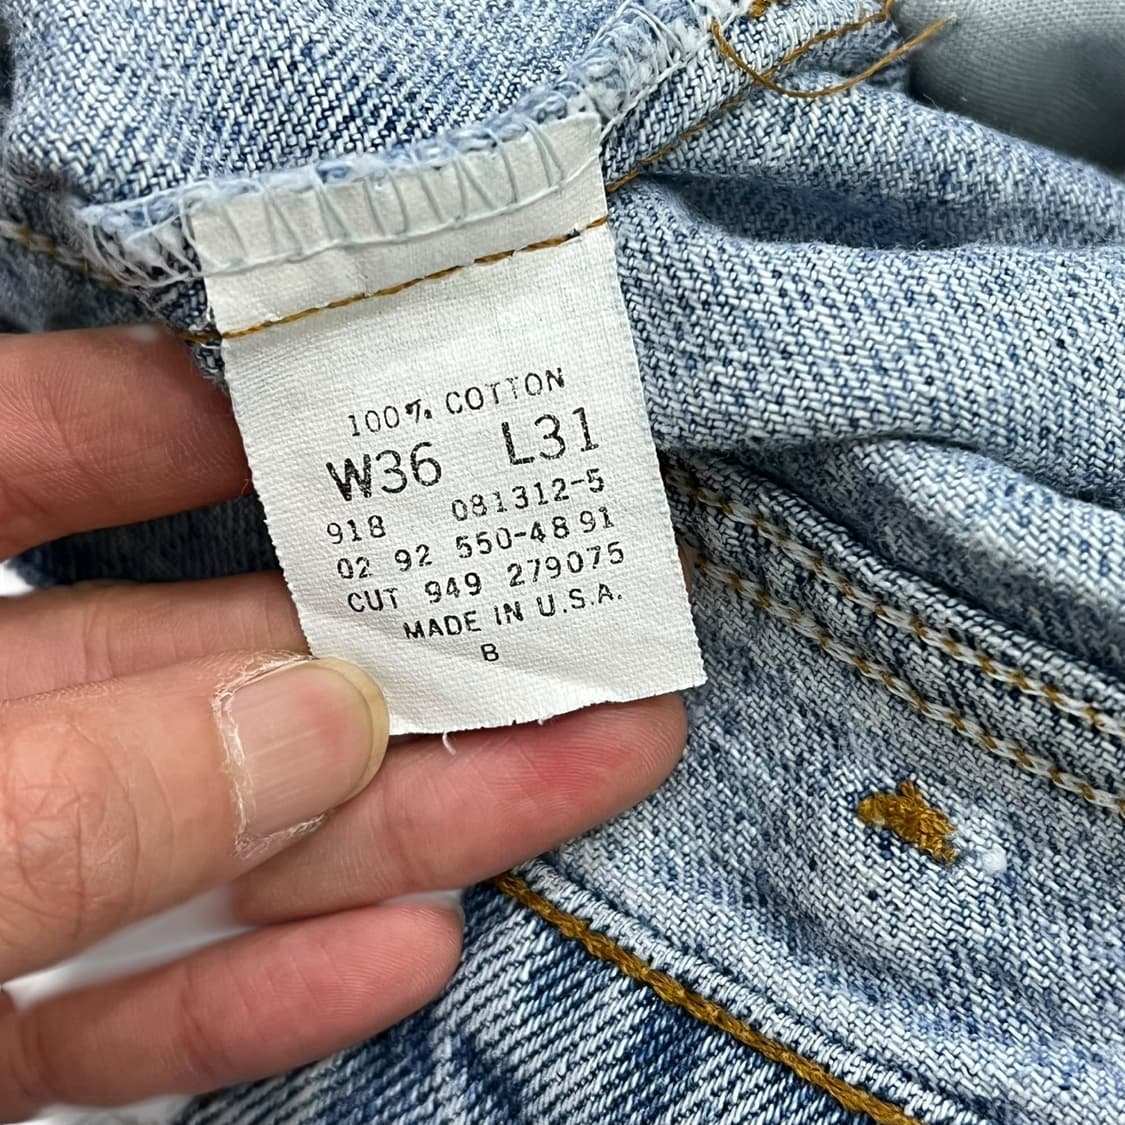 100% COTTON
W36 L31
918 081312-5
02 92 550-4891
CUT 949 279075
MADE IN U.S.A.
B